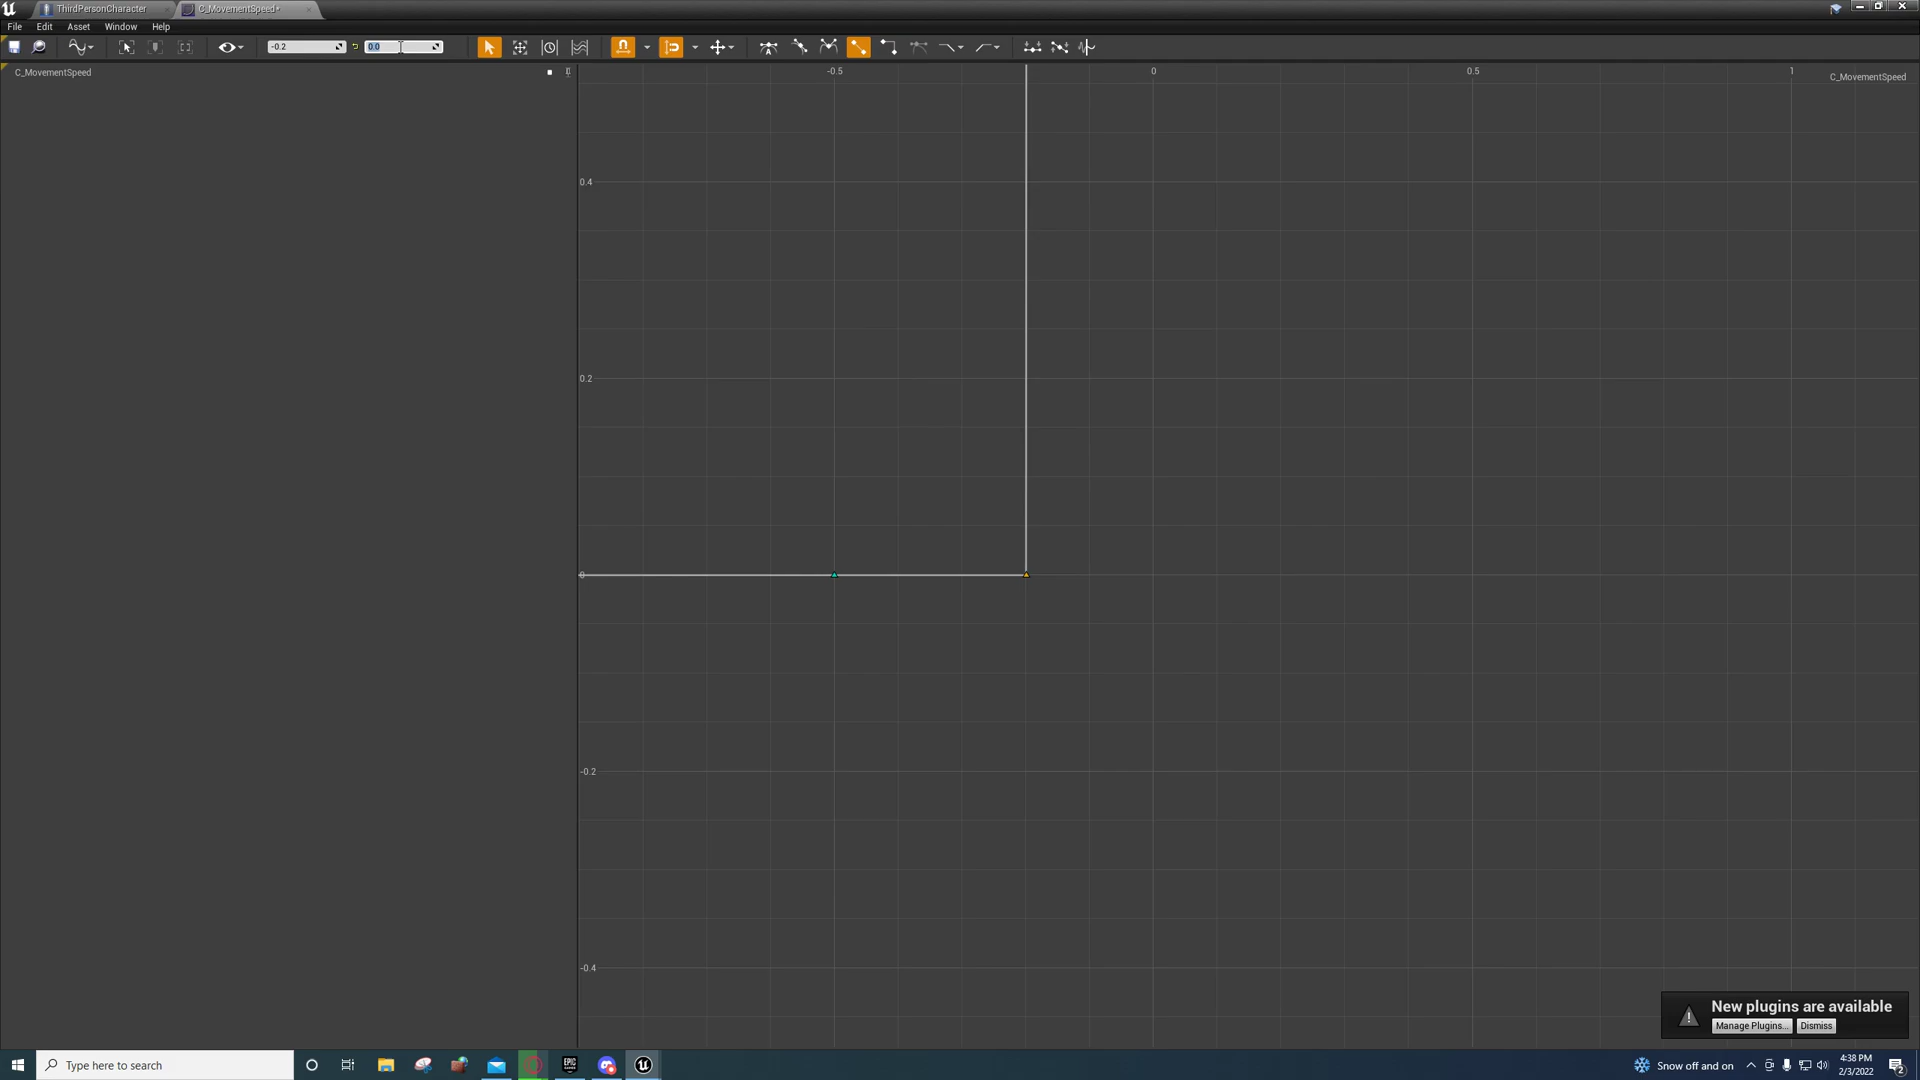 ThirdPersonCharacter
C_MovementSpeed*
File Edit Asset Window Help
-0.2
0.0
C_MovementSpeed
-0.5 0 0.5 1
C_MovementSpeed
0.4
0.2
0
-0.2
-0.4
New plugins are available
Manage Plugins... Dismiss
Type here to search
EPIC
Snow off and on
4:38 PM
2/3/2022
2